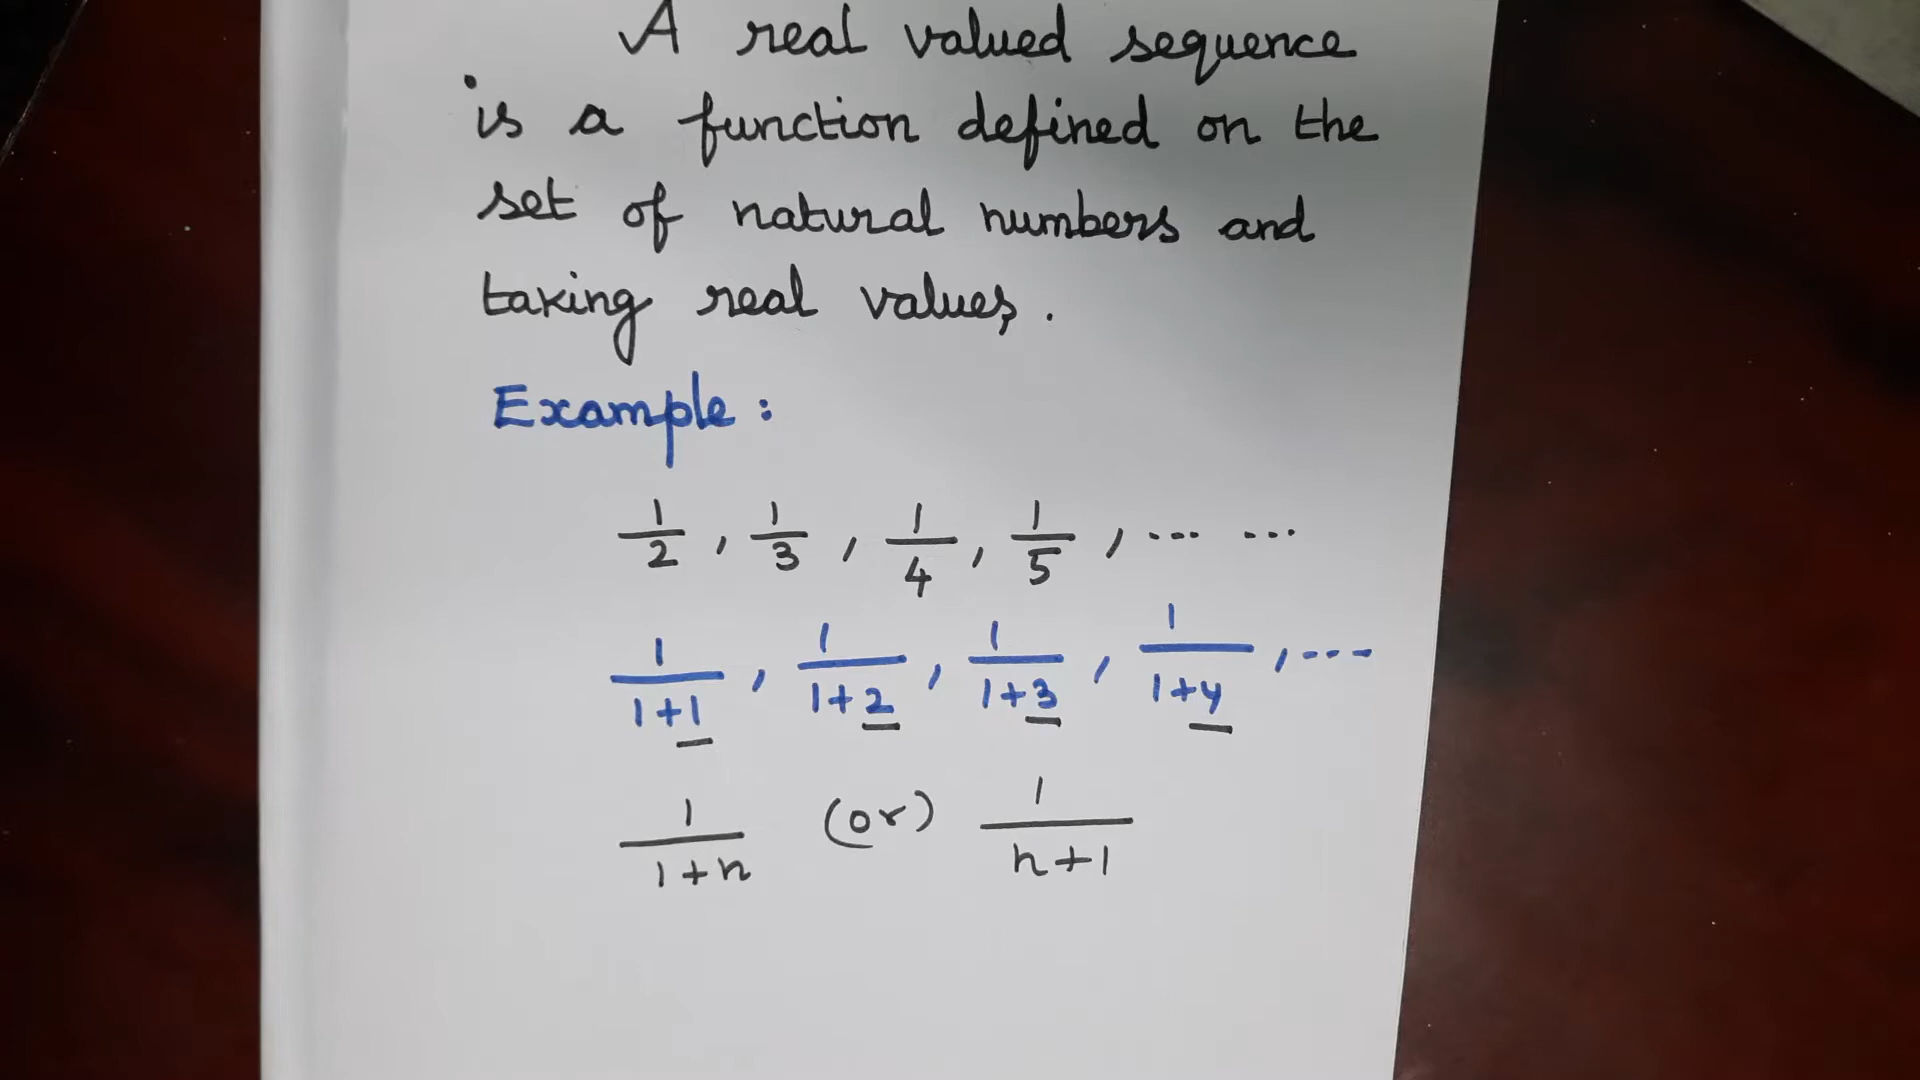 A real valued sequence
is a function defined on the
set of natural numbers and
taking real values.
Example:
1/2, 1/3, 1/4, 1/5, ... ...
1/(1+1), 1/(1+2), 1/(1+3), 1/(1+4), ...
1/(1+n) (or) 1/(n+1)